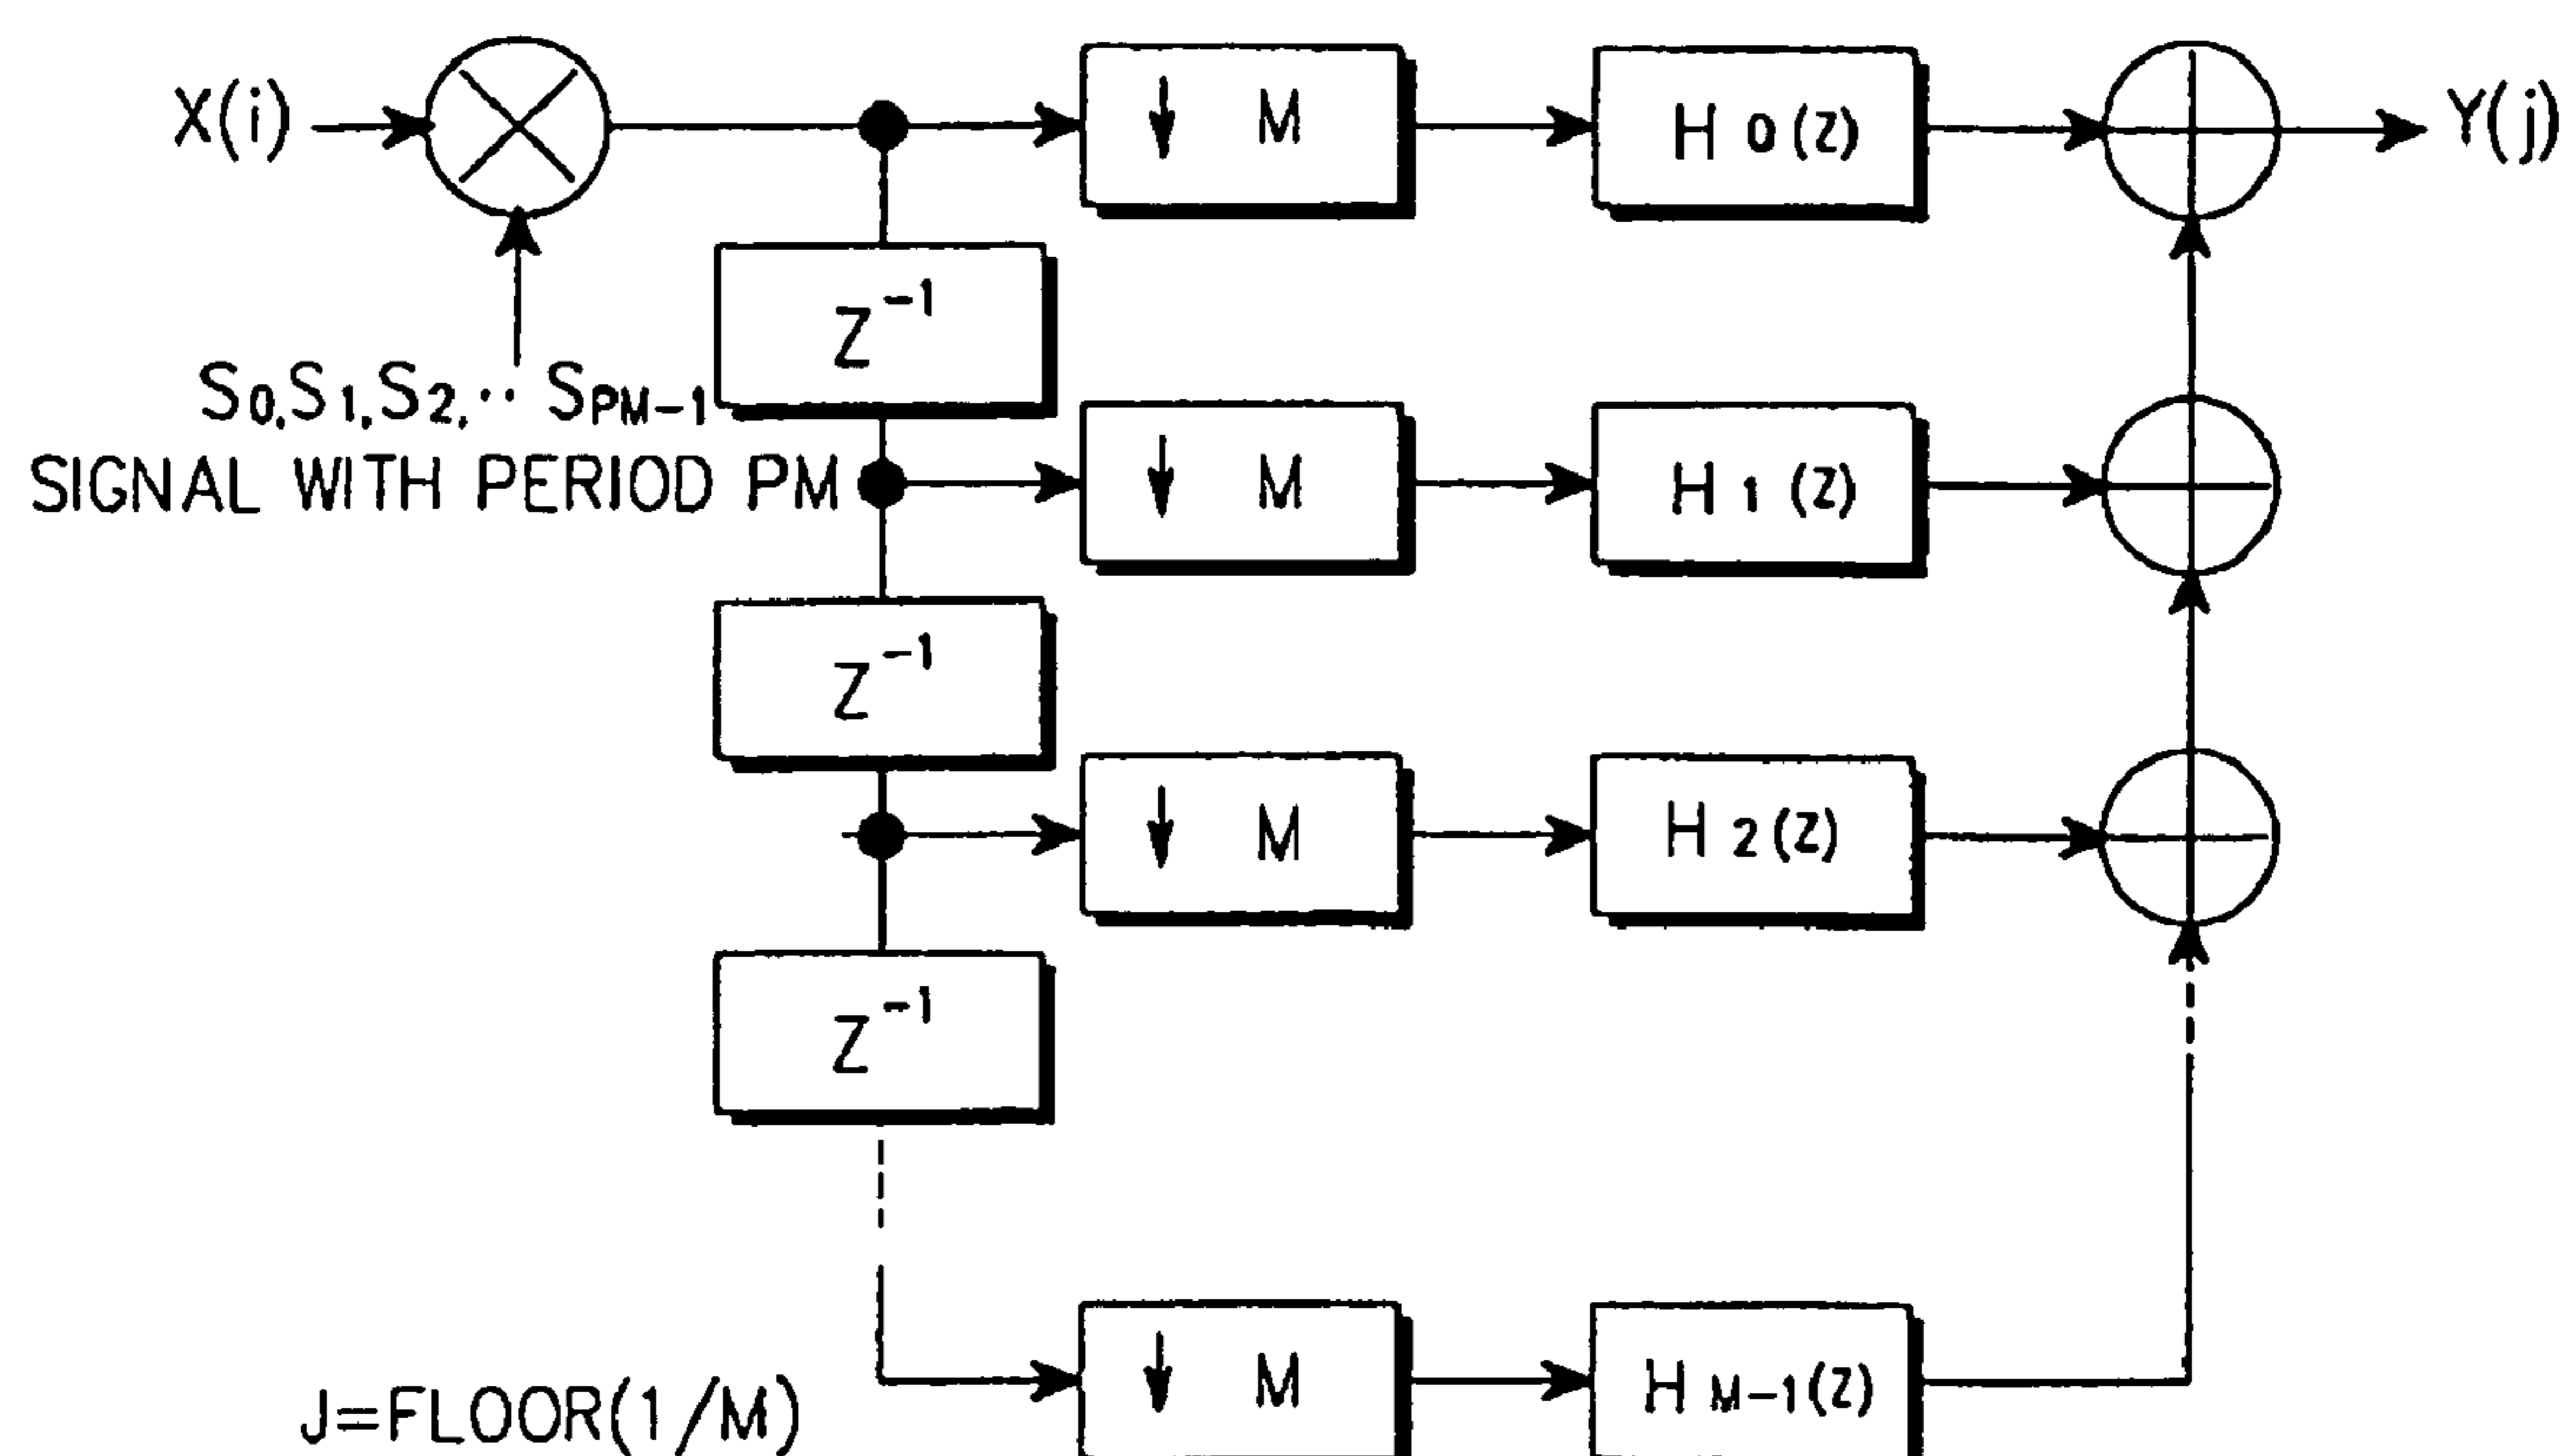 X(i)
↓ M
H 0(Z)
Y(j)
Z⁻¹
S0,S1,S2,·· SPM-1
SIGNAL WITH PERIOD PM
↓ M
H 1 (Z)
Z⁻¹
↓ M
H 2(Z)
Z⁻¹
↓ M
H M-1(Z)
J=FLOOR(1/M)